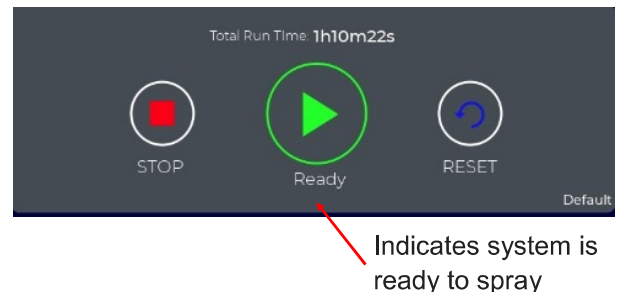 Total Run TIme: 1h10m22s
STOP
Ready
RESET
Default
Indicates system is
ready to spray